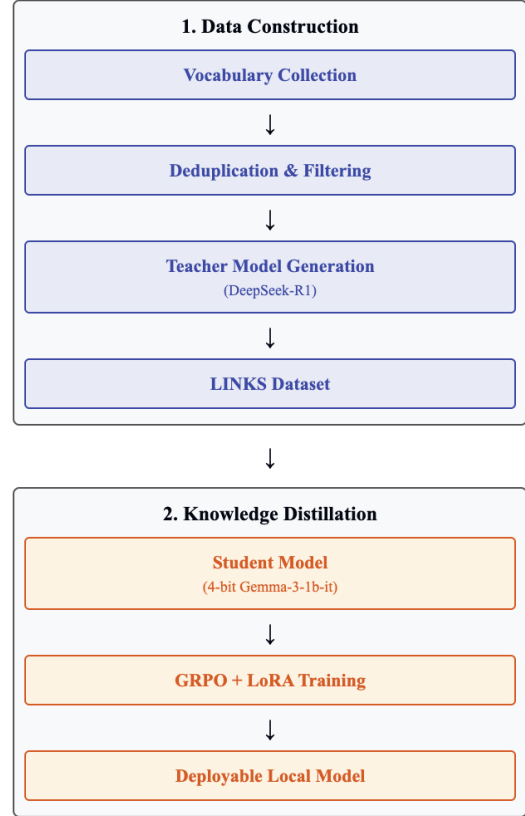 1. Data Construction
Vocabulary Collection
↓
Deduplication & Filtering
↓
Teacher Model Generation
(DeepSeek-R1)
↓
LINKS Dataset
↓
2. Knowledge Distillation
Student Model
(4-bit Gemma-3-1b-it)
↓
GRPO + LoRA Training
↓
Deployable Local Model